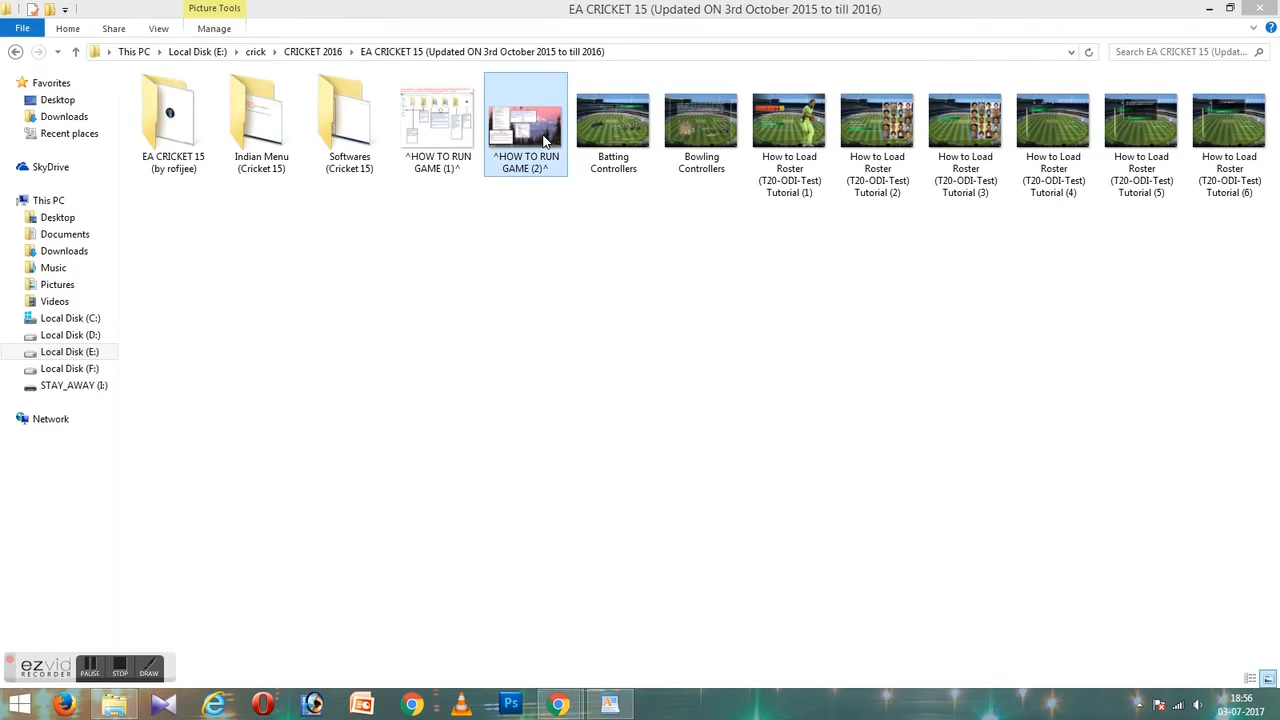 Picture Tools
EA CRICKET 15 (Updated ON 3rd October 2015 to till 2016)
File
Home
Share
View
Manage
This PC
Local Disk (E:)
crick
CRICKET 2016
EA CRICKET 15 (Updated ON 3rd October 2015 to till 2016)
Search EA CRICKET 15 (Updat...
Favorites
Desktop
Downloads
Recent places
SkyDrive
This PC
Desktop
Documents
Downloads
Music
Pictures
Videos
Local Disk (C:)
Local Disk (D:)
Local Disk (E:)
Local Disk (F:)
STAY_AWAY (I:)
Network
EA CRICKET 15
(by rofijee)
Indian Menu
(Cricket 15)
Softwares
(Cricket 15)
^HOW TO RUN
GAME (1)^
^HOW TO RUN
GAME (2)^
Batting
Controllers
Bowling
Controllers
How to Load
Roster
(T20-ODI-Test)
Tutorial (1)
How to Load
Roster
(T20-ODI-Test)
Tutorial (2)
How to Load
Roster
(T20-ODI-Test)
Tutorial (3)
How to Load
Roster
(T20-ODI-Test)
Tutorial (4)
How to Load
Roster
(T20-ODI-Test)
Tutorial (5)
How to Load
Roster
(T20-ODI-Test)
Tutorial (6)
ezvid
RECORDER
PAUSE
STOP
DRAW
Ps
18:56
03-07-2017